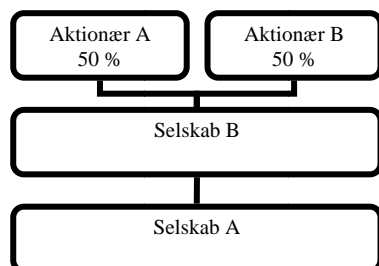 Aktionær A
50 %
Aktionær B
50 %
Selskab B
Selskab A